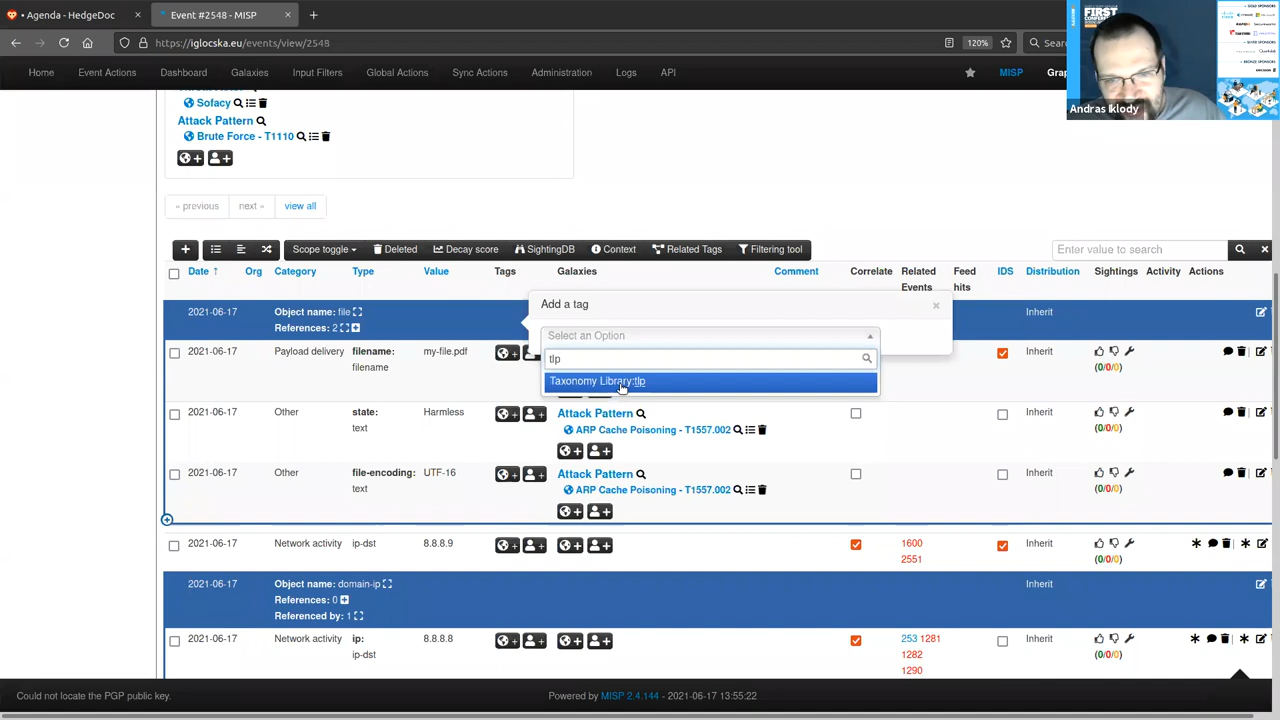 Agenda - HedgeDoc
Event #2548 - MISP
https://iglocska.eu/events/view/2548
120%
Home Event Actions Dashboard Galaxies Input Filters Global Actions Sync Actions Administration Logs API
MISP
FIRST
Andras Iklody
Sofacy
Attack Pattern
Brute Force - T1110
« previous next » view all
Scope toggle Deleted Decay score SightingDB Context Related Tags Filtering tool
Enter value to search
Date ↑ Org Category Type Value Tags Galaxies Comment Correlate Related Events Feed hits IDS Distribution Sightings Activity Actions
Add a tag ×
Select an Option
tlp
Taxonomy Library:tlp
2021-06-17 Object name: file Inherit
References: 2
2021-06-17 Payload delivery filename: my-file.pdf Inherit
filename (0/0/0)
2021-06-17 Other state: Harmless Attack Pattern Inherit
text ARP Cache Poisoning - T1557.002 (0/0/0)
2021-06-17 Other file-encoding: UTF-16 Attack Pattern Inherit
text ARP Cache Poisoning - T1557.002 (0/0/0)
2021-06-17 Network activity ip-dst 8.8.8.9 1600 Inherit
2551 (0/0/0)
2021-06-17 Object name: domain-ip Inherit
References: 0
Referenced by: 1
2021-06-17 Network activity ip: 8.8.8.8 253 1281 Inherit
ip-dst 1282 (0/0/0)
1290
Could not locate the PGP public key.
Powered by MISP 2.4.144 - 2021-06-17 13:55:22